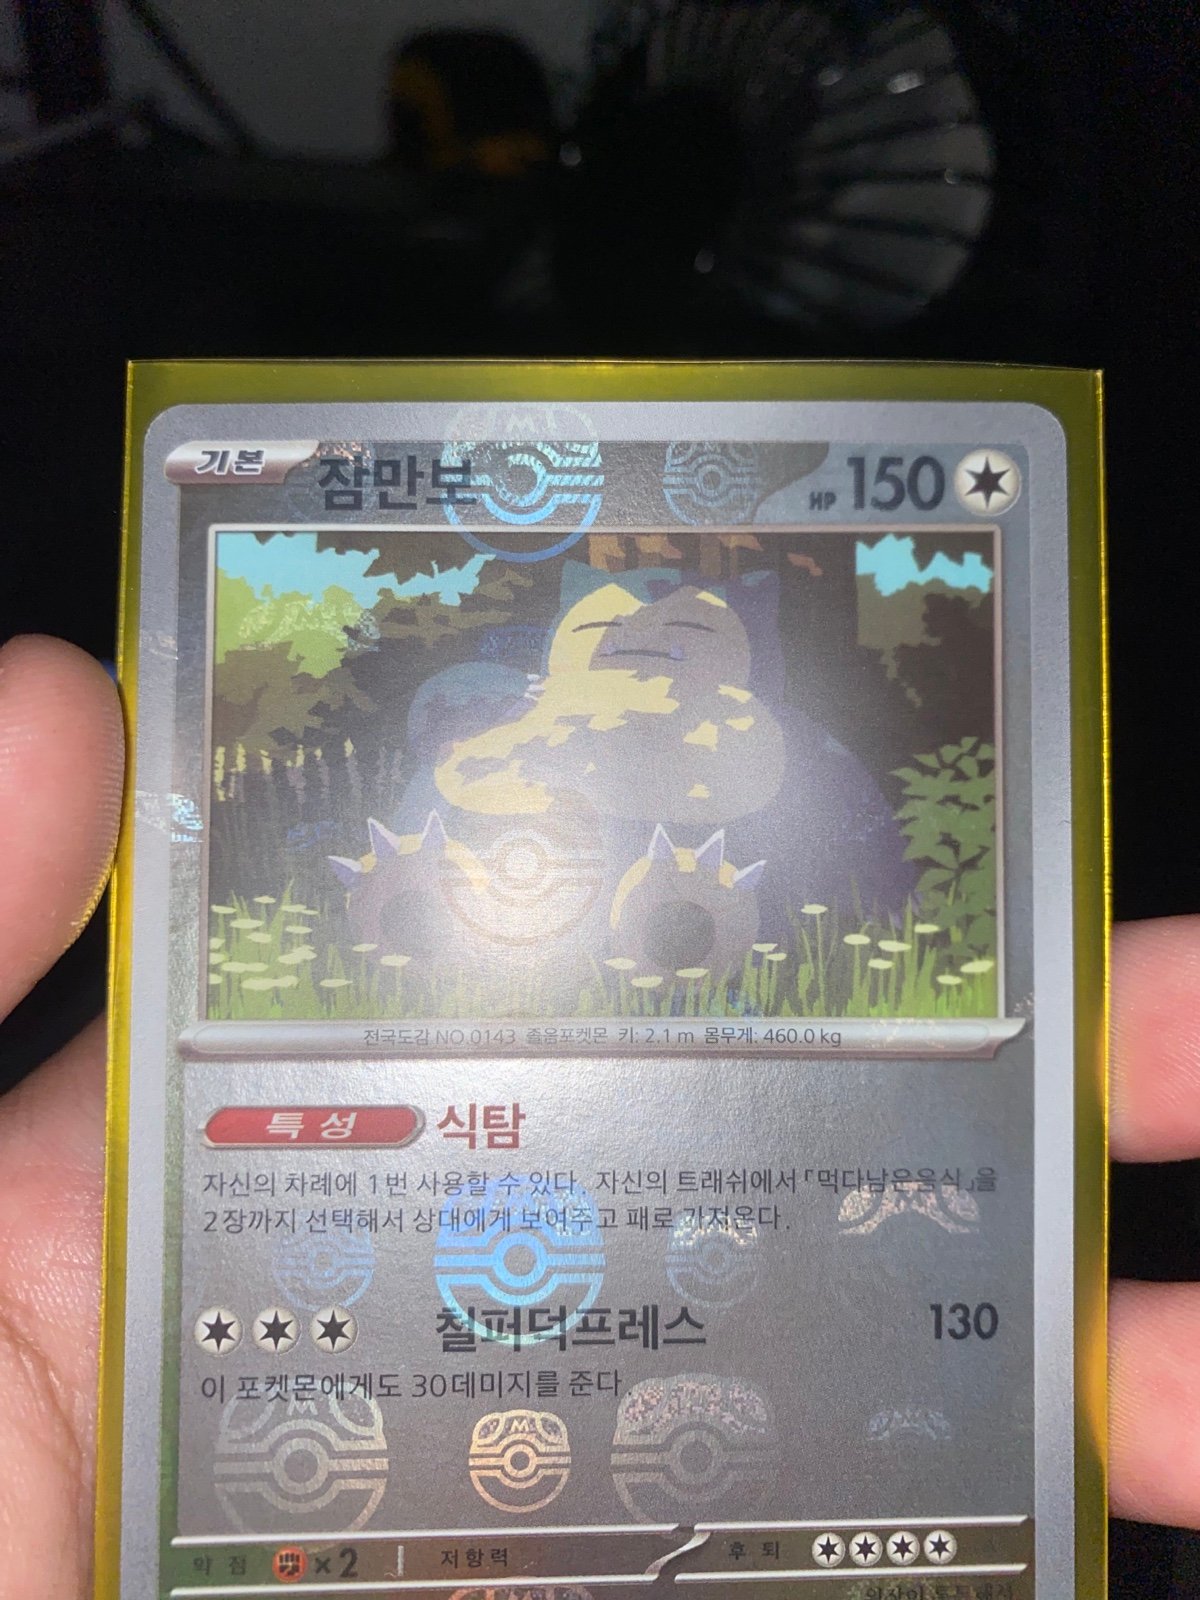 기본 잠만보 HP 150
전국도감 NO.0143 졸음포켓몬 키: 2.1 m 몸무게: 460.0 kg
특성 식탐
자신의 차례에 1번 사용할 수 있다. 자신의 트래쉬에서 「먹다남은음식」을
2장까지 선택해서 상대에게 보여주고 패로 가져온다.
철퍼덕프레스 130
이 포켓몬에게도 30데미지를 준다.
M
약점 ×2 저항력 후퇴